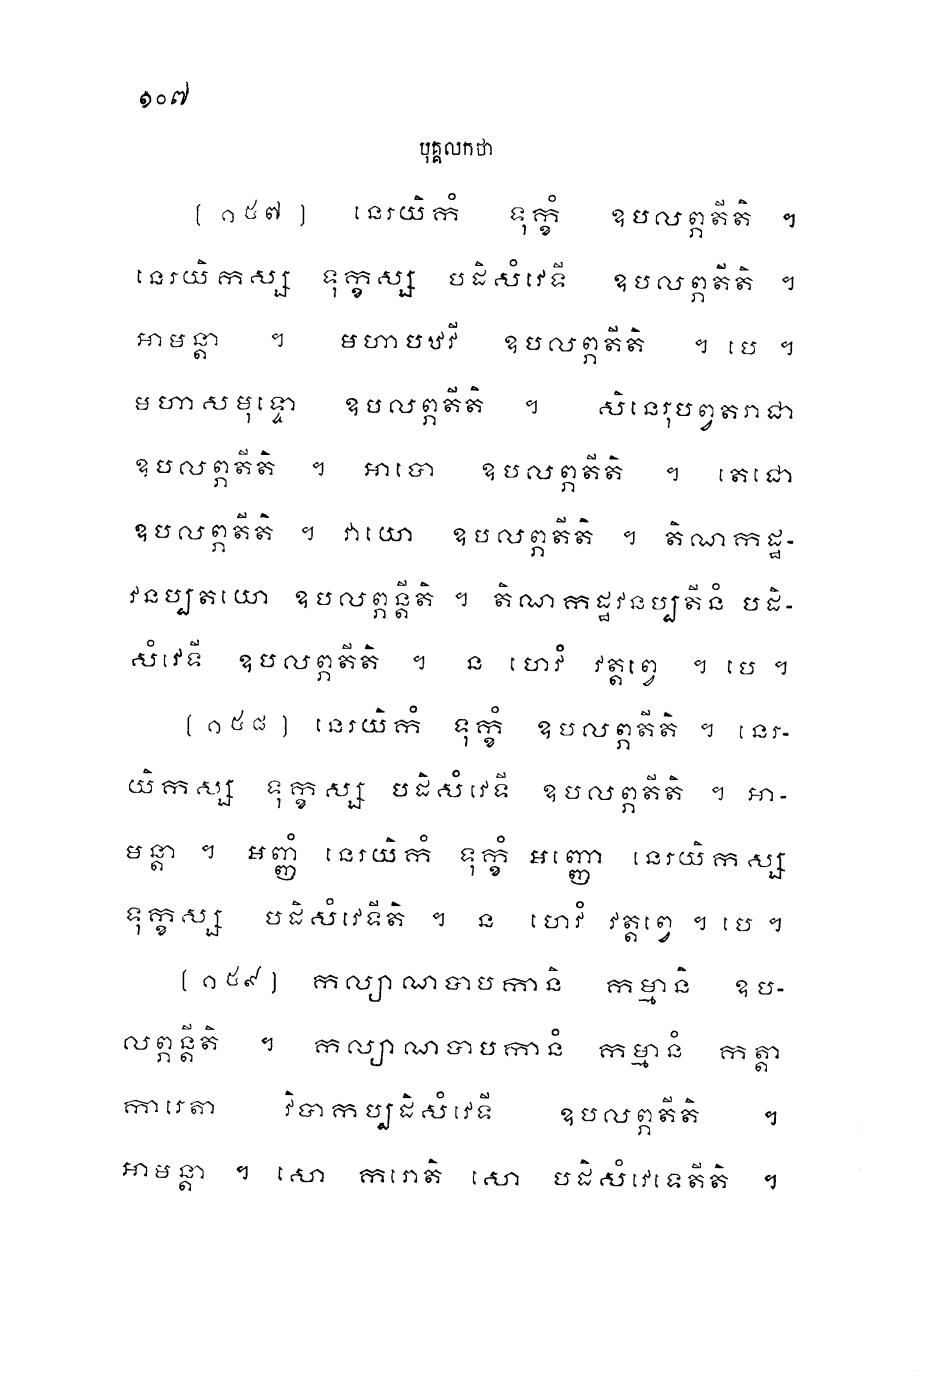 ១០៧
បុគ្គលកថា
(១៥៧) នេរយិកំ ទុក្ខំ ឧបលព្ភតីតិ ។
នេរយិកស្ស ទុក្ខស្ស បដិសំវេទី ឧបលព្ភតីតិ ។
អាមន្តា ។ មហាបឋវី ឧបលព្ភតីតិ ។ បេ ។
មហាសមុទ្ទោ ឧបលព្ភតីតិ ។ សិនេរុបព្វតរាជា
ឧបលព្ភតីតិ ។ អាបោ ឧបលព្ភតីតិ ។ តេជោ
ឧបលព្ភតីតិ ។ វាយោ ឧបលព្ភតីតិ ។ តិណកដ្ឋ-
វនប្បតយោ ឧបលព្ភន្តីតិ ។ តិណកដ្ឋវនប្បតីនំ បដិ-
សំវេទី ឧបលព្ភតីតិ ។ ន ហេវំ វត្តព្វេ ។ បេ ។
(១៥៨) នេរយិកំ ទុក្ខំ ឧបលព្ភតីតិ ។ នេរ-
យិកស្ស ទុក្ខស្ស បដិសំវេទី ឧបលព្ភតីតិ ។ អា-
មន្តា ។ អញ្ញំ នេរយិកំ ទុក្ខំ អញ្ញោ នេរយិកស្ស
ទុក្ខស្ស បដិសំវេទីតិ ។ ន ហេវំ វត្តព្វេ ។ បេ ។
(១៥៩) កល្យាណបាបកានិ កម្មានិ ឧប-
លព្ភន្តីតិ ។ កល្យាណបាបកានំ កម្មានំ កត្តា
ការេតា វិបាកប្បដិសំវេទី ឧបលព្ភតីតិ ។
អាមន្តា ។ សោ ករោតិ សោ បដិសំវេទេតីតិ ។